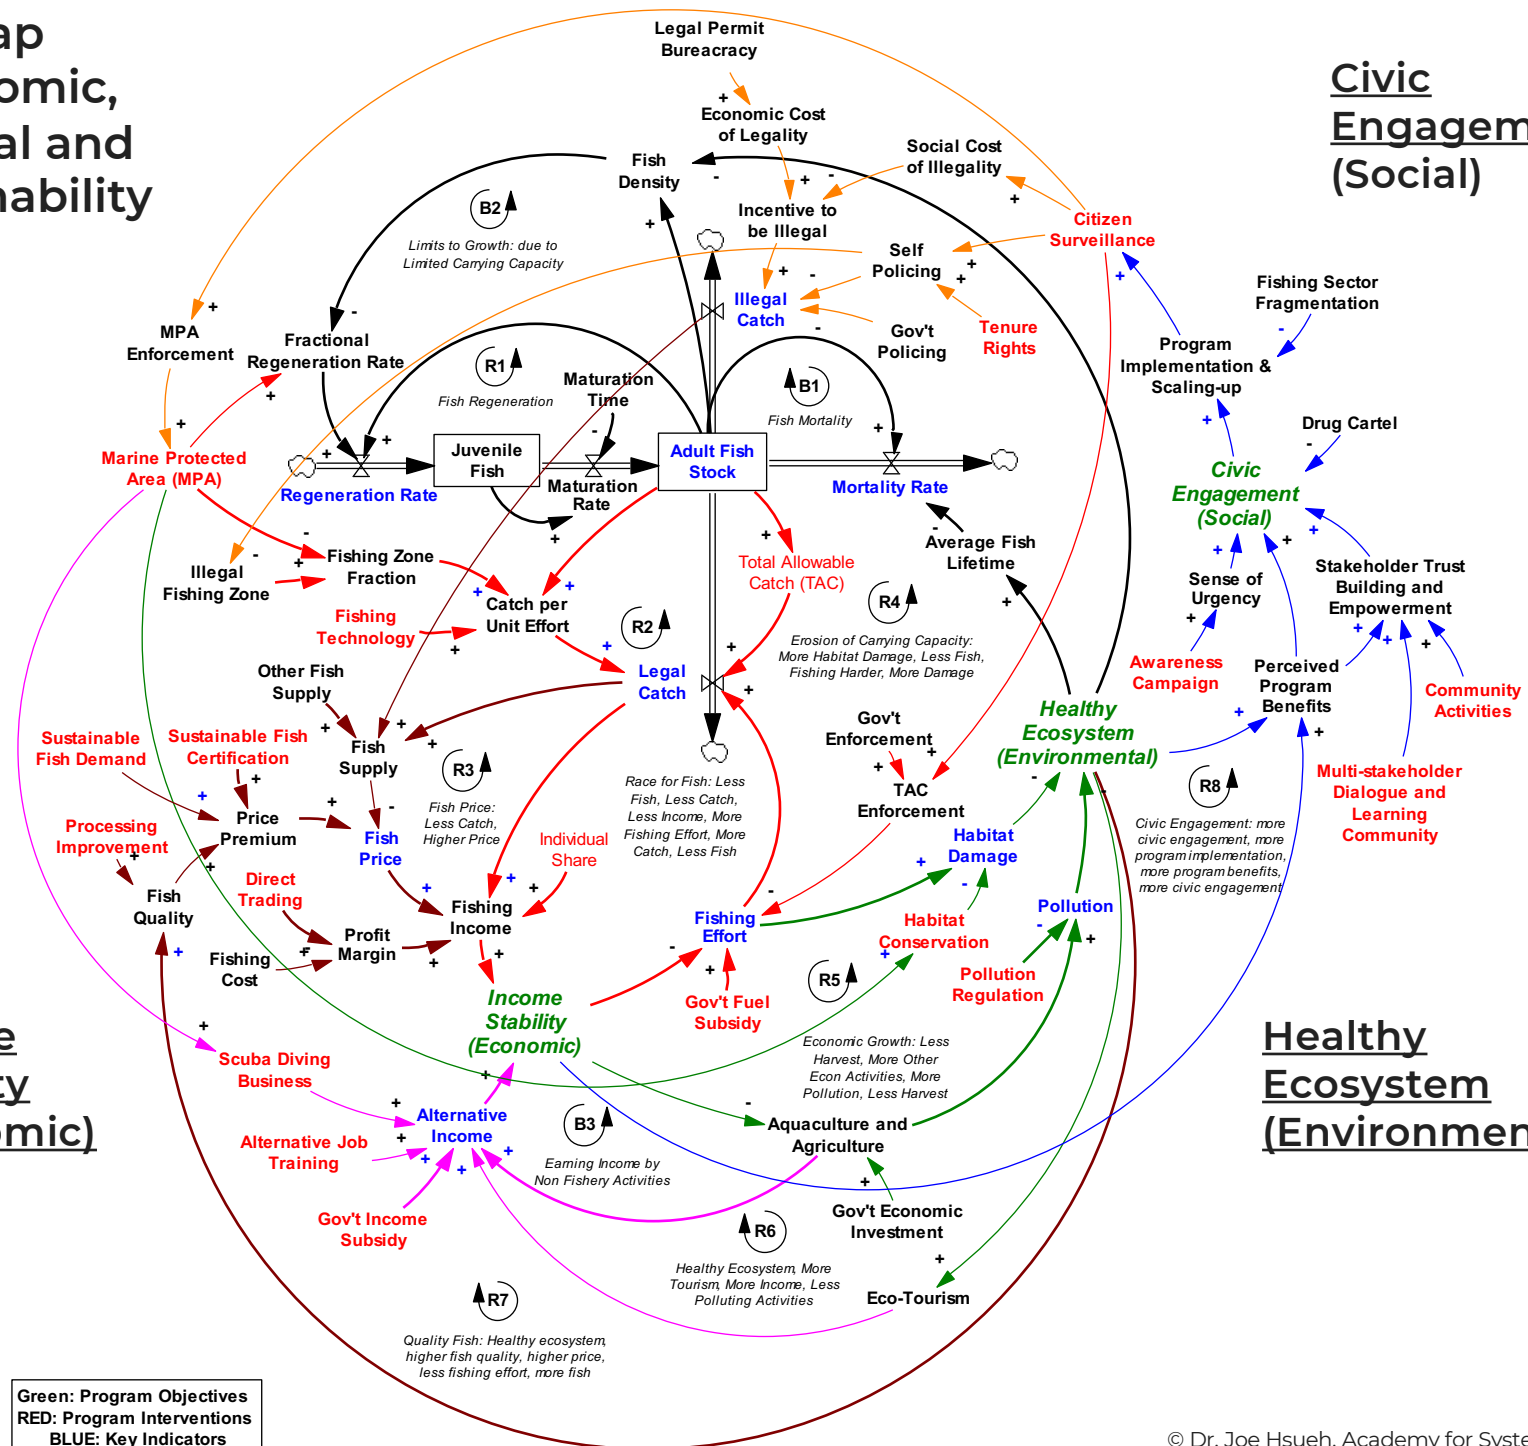 ap
omic,
al and
nability
Civic
Engagem
(Social)
Legal Permit
Bureacracy
+
Economic Cost
of Legality
Social Cost
of Illegality
+
Fish
Density
-
+
-
+
B2
Limits to Growth: due to
Limited Carrying Capacity
Incentive to
be Illegal
Citizen
Surveillance
Self
Policing
+
-
+
+
Illegal
Catch
-
Gov't
Policing
Tenure
Rights
+
Fishing Sector
Fragmentation
-
Program
Implementation &
Scaling-up
+
MPA
Enforcement
+
-
Fractional
Regeneration Rate
+
R1
Fish Regeneration
Maturation
Time
-
B1
Fish Mortality
+
+
Drug Cartel
-
Marine Protected
Area (MPA)
+
+
Regeneration Rate
Juvenile
Fish
Maturation
Rate
+
Adult Fish
Stock
Mortality Rate
-
Civic
Engagement
(Social)
+
+
+
-
Illegal
Fishing Zone
-
+
Fishing Zone
Fraction
+
+
Catch per
Unit Effort
Fishing
Technology
+
+
Total Allowable
Catch (TAC)
+
Average Fish
Lifetime
+
R2
R4
Erosion of Carrying Capacity:
More Habitat Damage, Less Fish,
Fishing Harder, More Damage
Sense of
Urgency
+
Stakeholder Trust
Building and
Empowerment
+
+
+
Awareness
Campaign
Perceived
Program
Benefits
+
+
Community
Activities
Other Fish
Supply
+
+
Legal
Catch
+
+
+
Sustainable
Fish Demand
Sustainable Fish
Certification
+
+
Fish
Supply
-
R3
Fish Price:
Less Catch,
Higher Price
Race for Fish: Less
Fish, Less Catch,
Less Income, More
Fishing Effort, More
Catch, Less Fish
Gov't
Enforcement
+
+
TAC
Enforcement
Healthy
Ecosystem
(Environmental)
-
-
R8
Civic Engagement: more
civic engagement, more
program implementation,
more program benefits,
more civic engagement
Multi-stakeholder
Dialogue and
Learning
Community
Processing
Improvement
+
Price
Premium
+
+
Fish
Price
+
Individual
Share
+
+
Habitat
Damage
+
-
-
Fish
Quality
+
Direct
Trading
+
Profit
Margin
+
Fishing
Cost
-
Fishing
Income
+
Fishing
Effort
-
+
Gov't Fuel
Subsidy
Habitat
Conservation
+
Pollution
-
+
Pollution
Regulation
R5
Economic Growth: Less
Harvest, More Other
Econ Activities, More
Pollution, Less Harvest
Income
Stability
(Economic)
+
e
ty
omic)
Healthy
Ecosystem
(Environmen
+
Scuba Diving
Business
+
Alternative
Income
+
Alternative Job
Training
+
+
+
Gov't Income
Subsidy
B3
Earning Income by
Non Fishery Activities
-
Aquaculture and
Agriculture
+
Gov't Economic
Investment
R6
Healthy Ecosystem, More
Tourism, More Income, Less
Polluting Activities
+
Eco-Tourism
R7
Quality Fish: Healthy ecosystem,
higher fish quality, higher price,
less fishing effort, more fish
Green: Program Objectives
RED: Program Interventions
BLUE: Key Indicators
© Dr. Joe Hsueh, Academy for Syste